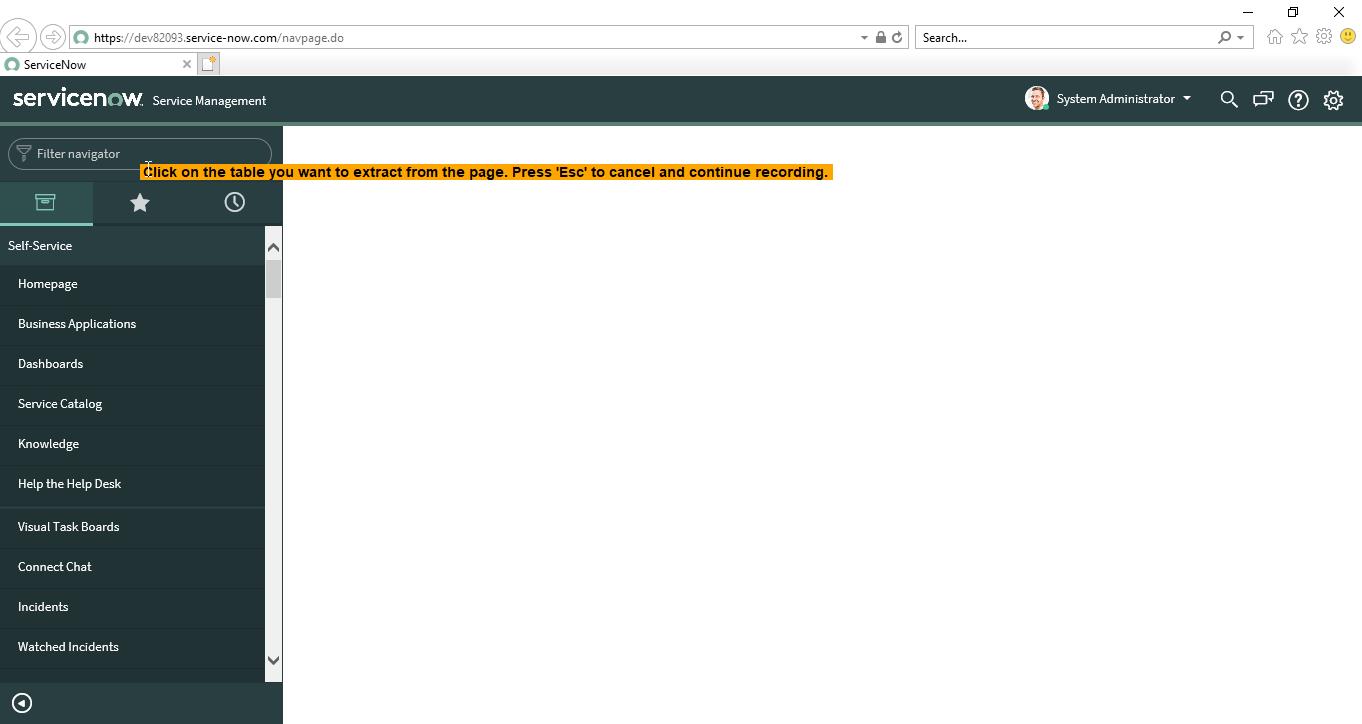 https://dev82093.service-now.com/navpage.do
Search...
ServiceNow
servicenow. Service Management
System Administrator
Filter navigator
Click on the table you want to extract from the page. Press 'Esc' to cancel and continue recording.
Self-Service
Homepage
Business Applications
Dashboards
Service Catalog
Knowledge
Help the Help Desk
Visual Task Boards
Connect Chat
Incidents
Watched Incidents